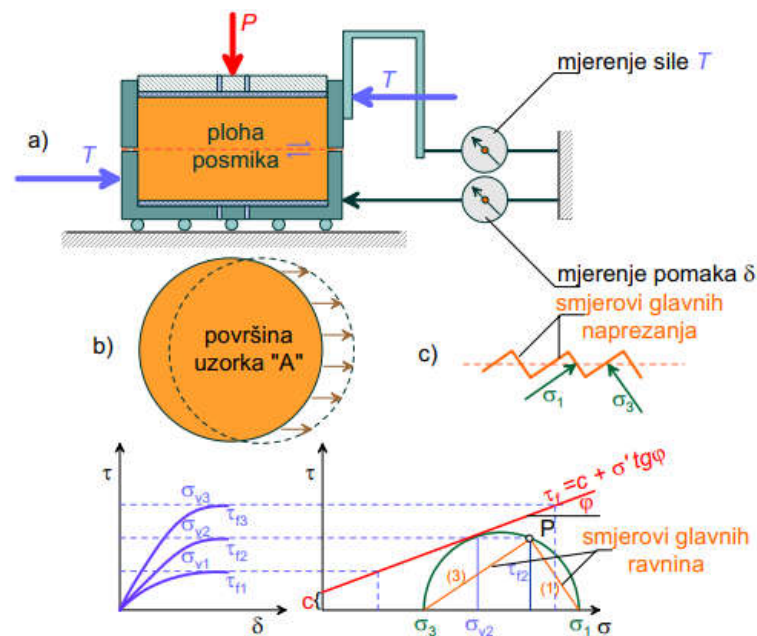 P
mjerenje sile T
T
a)
ploha
posmika
T
mjerenje pomaka δ
smjerovi glavnih
naprezanja
b)
površina
uzorka "A"
c)
σ1
σ3
τ
σv3
τf3
σv2
τf2
σv1
τf1
δ
τ
τf =c + σ' tgφ
φ
P
smjerovi glavnih
ravnina
(3)
τf2
(1)
c{
σ3
σv2
σ1
σ